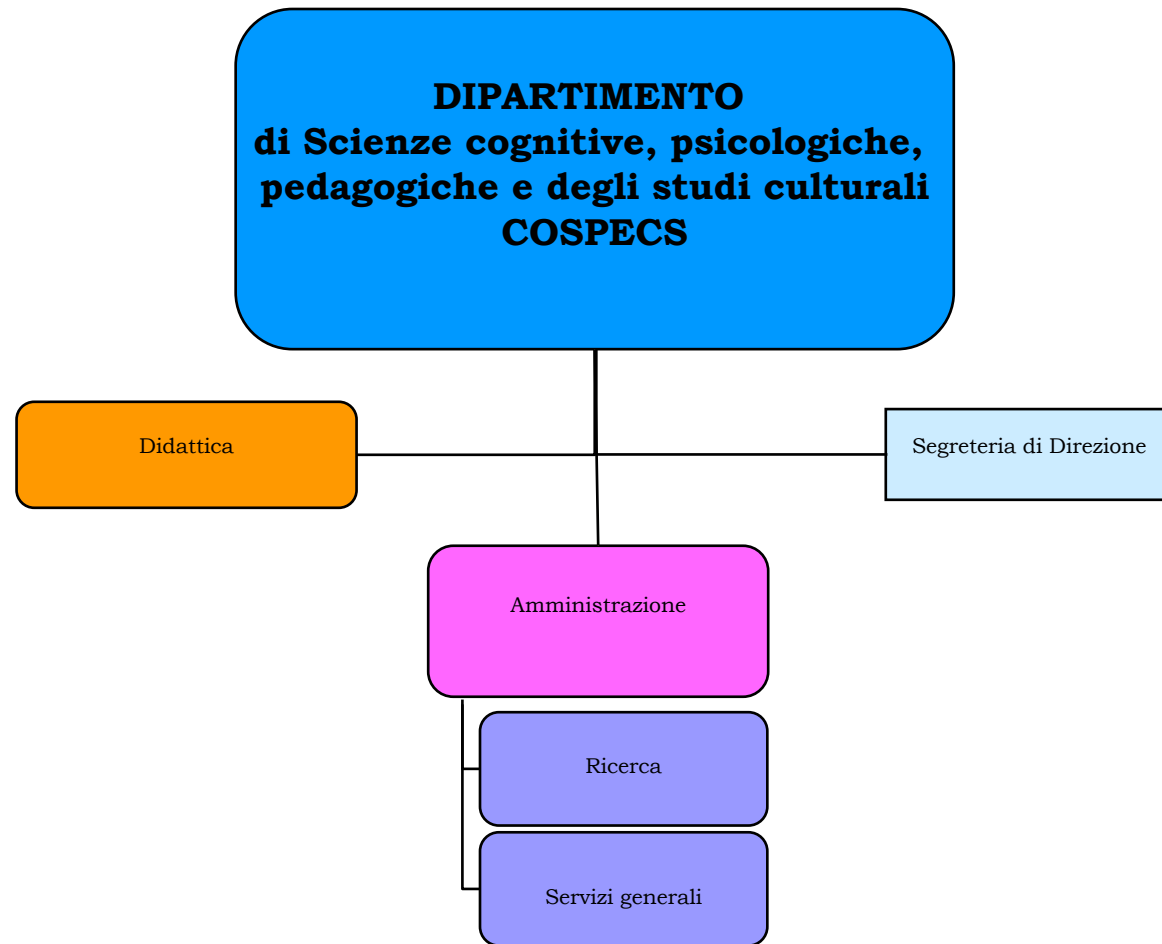 DIPARTIMENTO
di Scienze cognitive, psicologiche,
pedagogiche e degli studi culturali
COSPECS
Didattica
Segreteria di Direzione
Amministrazione
Ricerca
Servizi generali